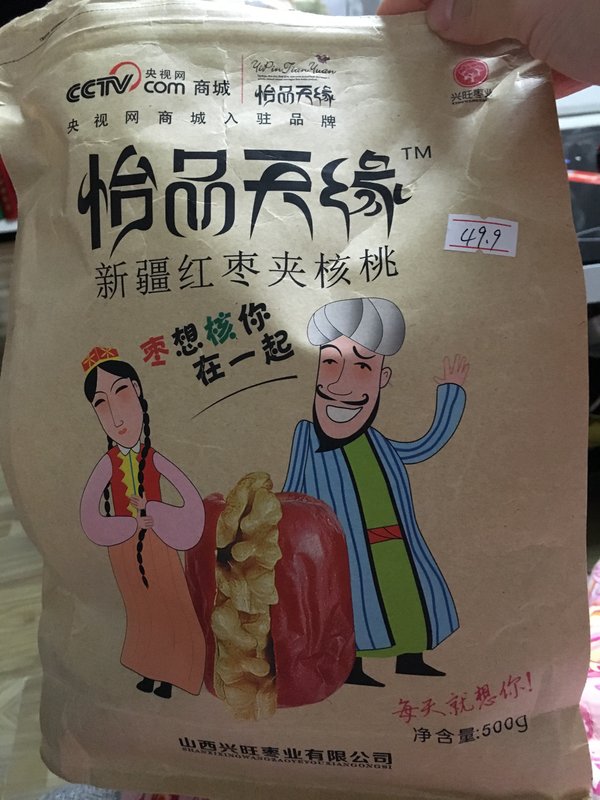 CCTV 央视网 com 商城
YiPinTianYuan
怡品天缘
兴旺枣业
央视网商城入驻品牌
怡品天缘™
49.9
新疆红枣夹核桃
枣想核你
在一起
每天就想你!
净含量:500g
山西兴旺枣业有限公司
SHANXIXINGWANGZAOYEYOUXIANGONGSI